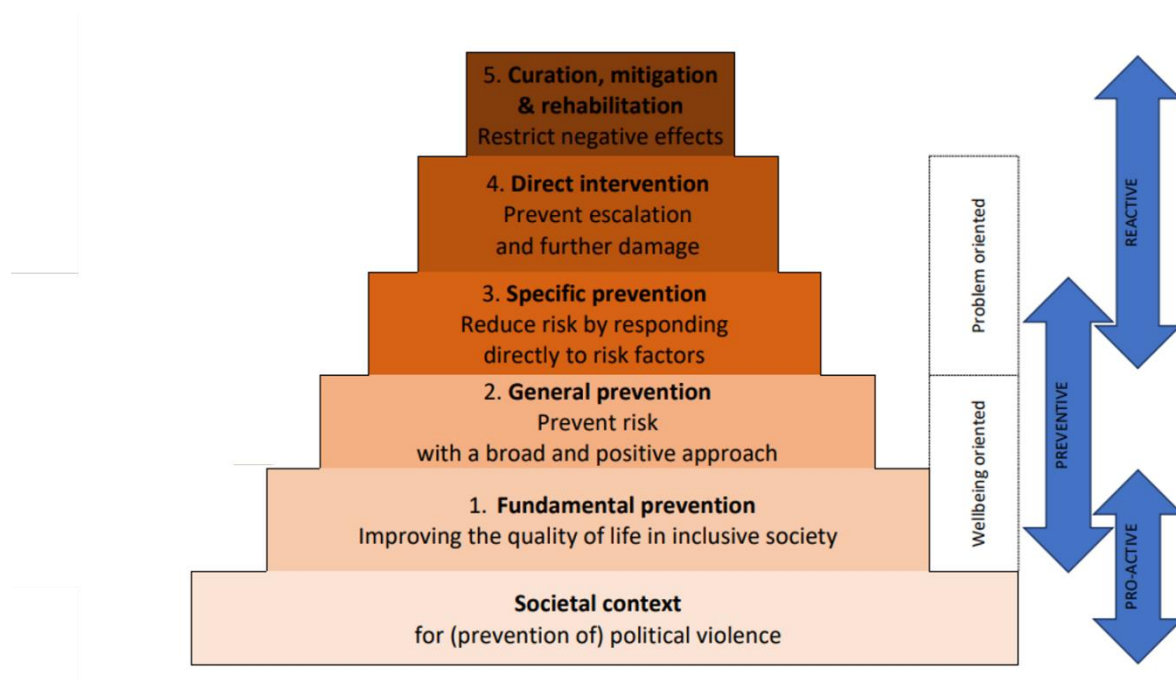 5. Curation, mitigation
& rehabilitation
Restrict negative effects
4. Direct intervention
Prevent escalation
and further damage
3. Specific prevention
Reduce risk by responding
directly to risk factors
2. General prevention
Prevent risk
with a broad and positive approach
1. Fundamental prevention
Improving the quality of life in inclusive society
Societal context
for (prevention of) political violence
Problem oriented
Wellbeing oriented
REACTIVE
PREVENTIVE
PRO-ACTIVE